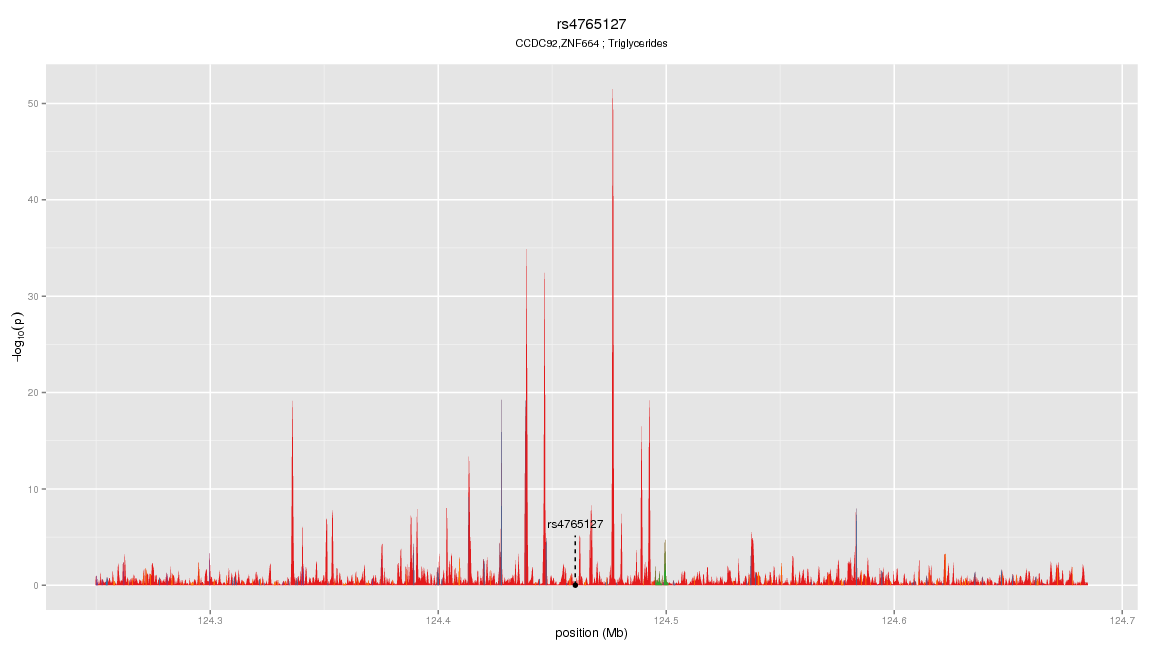 rs4765127
CCDC92,ZNF664 ; Triglycerides
50
40
30
20
10
0
−log10(p)
rs4765127
124.3 124.4 124.5 124.6 124.7
position (Mb)